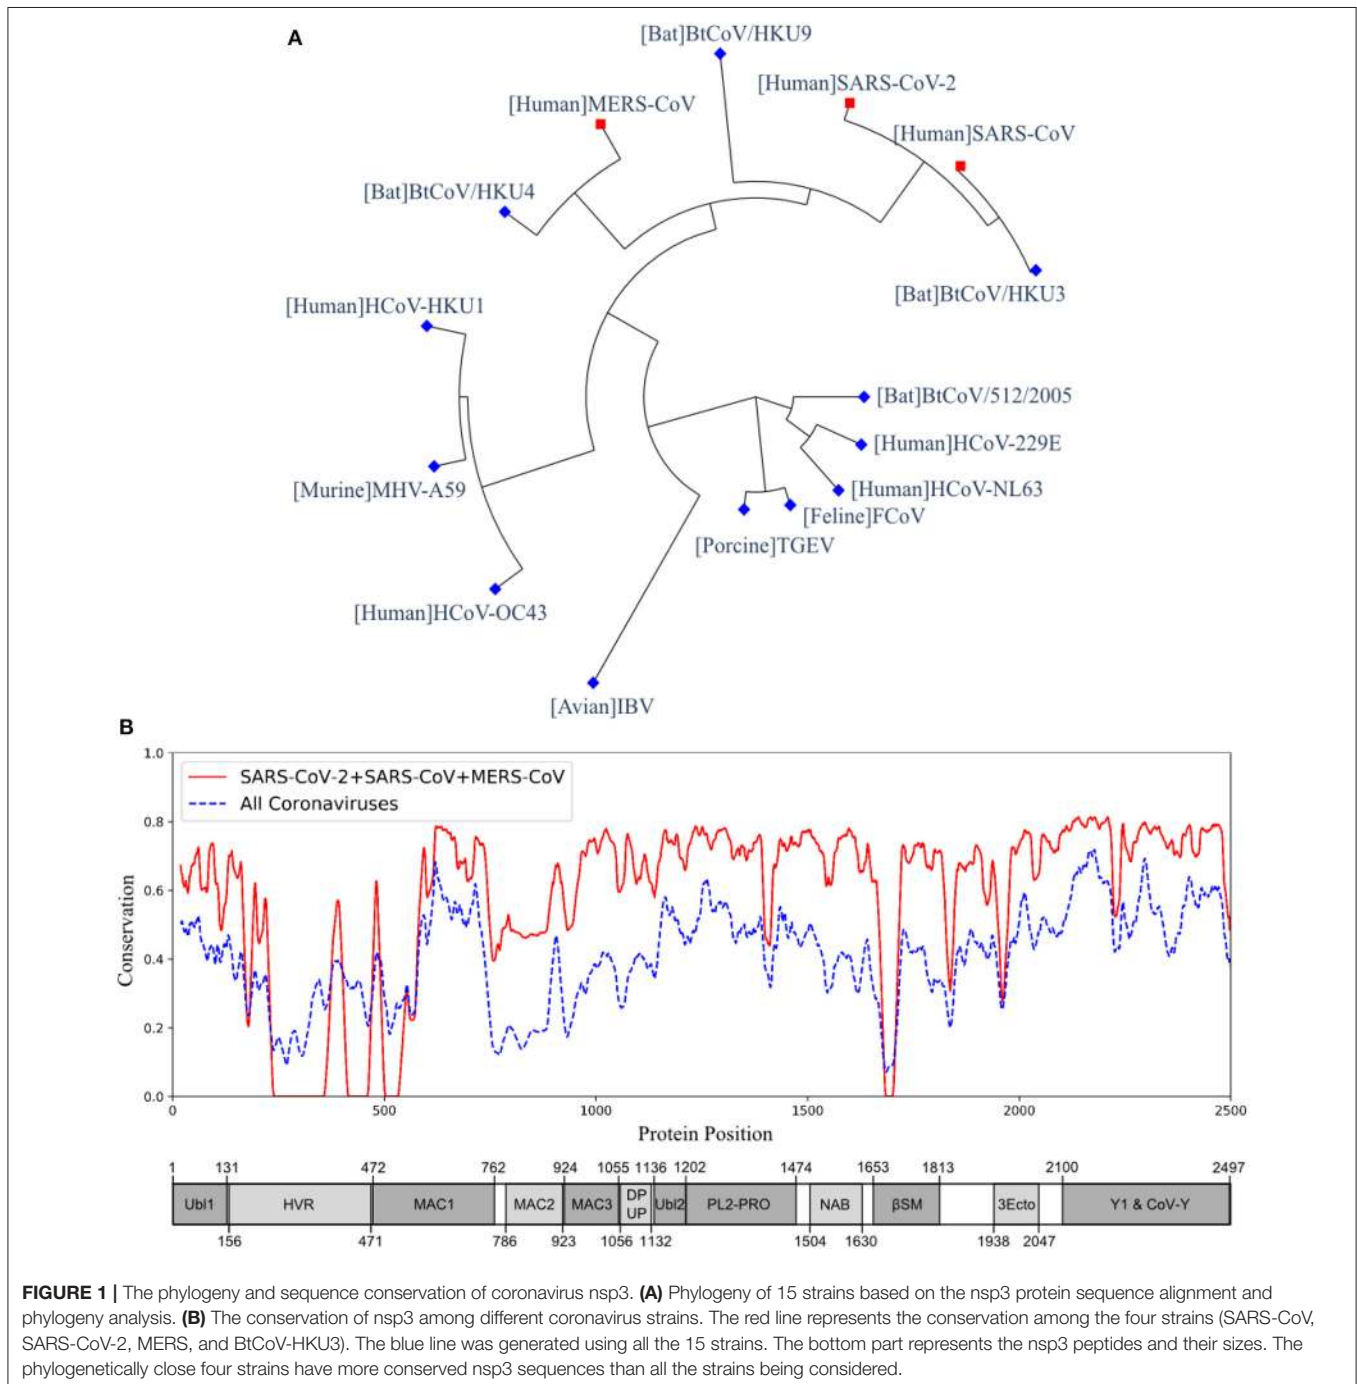 A
[Bat]BtCoV/HKU9
[Human]SARS-CoV-2
[Human]MERS-CoV
[Human]SARS-CoV
[Bat]BtCoV/HKU4
[Bat]BtCoV/HKU3
[Human]HCoV-HKU1
[Bat]BtCoV/512/2005
[Human]HCoV-229E
[Murine]MHV-A59
[Human]HCoV-NL63
[Feline]FCoV
[Porcine]TGEV
[Human]HCoV-OC43
[Avian]IBV
B
1.0
SARS-CoV-2+SARS-CoV+MERS-CoV
All Coronaviruses
0.8
0.6
Conservation
0.4
0.2
0.0
0 500 1000 1500 2000 2500
Protein Position
1 131 472 762 924 1055 1136 1202 1474 1653 1813 2100 2497
Ubl1 HVR MAC1 MAC2 MAC3 DP UP Ubl2 PL2-PRO NAB βSM 3Ecto Y1 & CoV-Y
156 471 786 923 1056 1132 1504 1630 1938 2047
FIGURE 1 | The phylogeny and sequence conservation of coronavirus nsp3. (A) Phylogeny of 15 strains based on the nsp3 protein sequence alignment and
phylogeny analysis. (B) The conservation of nsp3 among different coronavirus strains. The red line represents the conservation among the four strains (SARS-CoV,
SARS-CoV-2, MERS, and BtCoV-HKU3). The blue line was generated using all the 15 strains. The bottom part represents the nsp3 peptides and their sizes. The
phylogenetically close four strains have more conserved nsp3 sequences than all the strains being considered.